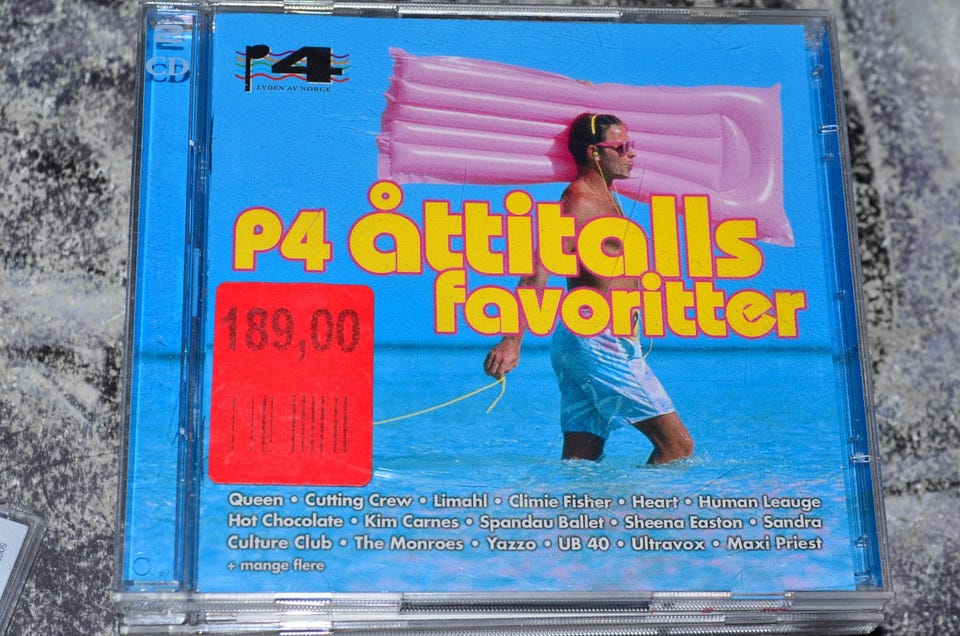 2
CD
P4
LYDEN AV NORGE
P4 åttitalls
favoritter
189,00
Queen • Cutting Crew • Limahl • Climie Fisher • Heart • Human Leauge
Hot Chocolate • Kim Carnes • Spandau Ballet • Sheena Easton • Sandra
Culture Club • The Monroes • Yazzo • UB 40 • Ultravox • Maxi Priest
+ mange flere